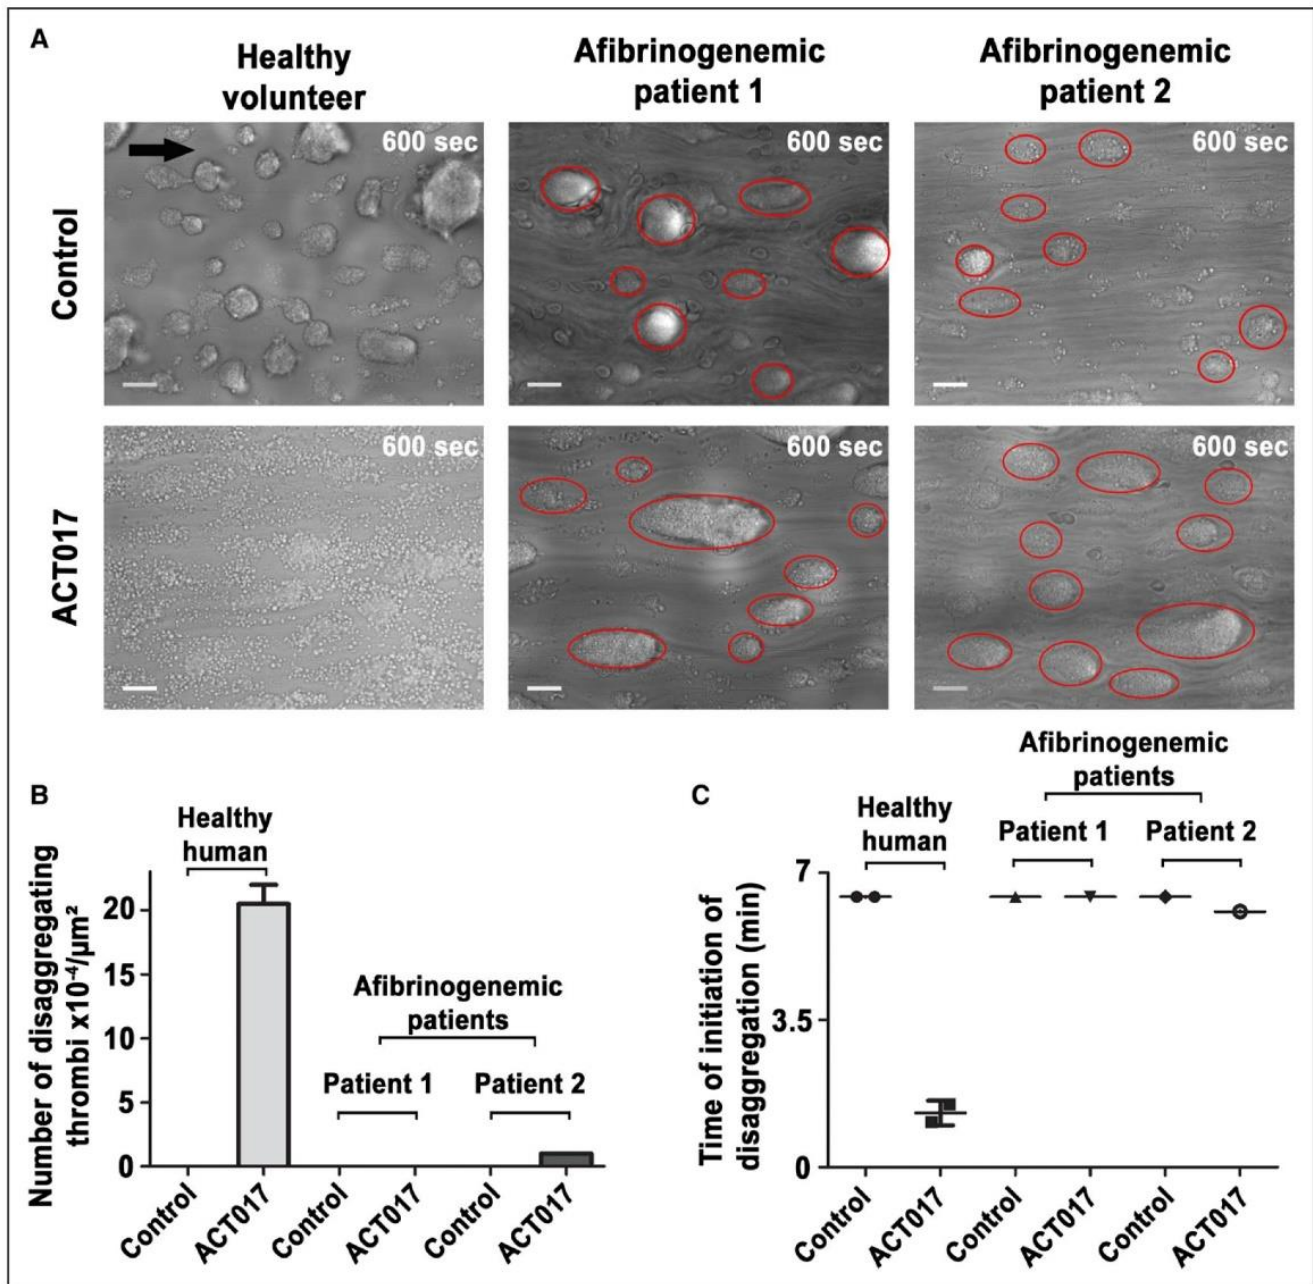 A
Healthy
volunteer
Afibrinogenemic
patient 1
Afibrinogenemic
patient 2
Control
600 sec
600 sec
600 sec
ACT017
600 sec
600 sec
600 sec
B
Number of disaggregating
thrombi x10⁻⁴/µm²
20
15
10
5
0
Healthy
human
Afibrinogenemic
patients
Patient 1
Patient 2
Control
ACT017
Control
ACT017
Control
ACT017
C
Time of initiation of
disaggregation (min)
7
3.5
0
Healthy
human
Afibrinogenemic
patients
Patient 1
Patient 2
Control
ACT017
Control
ACT017
Control
ACT017